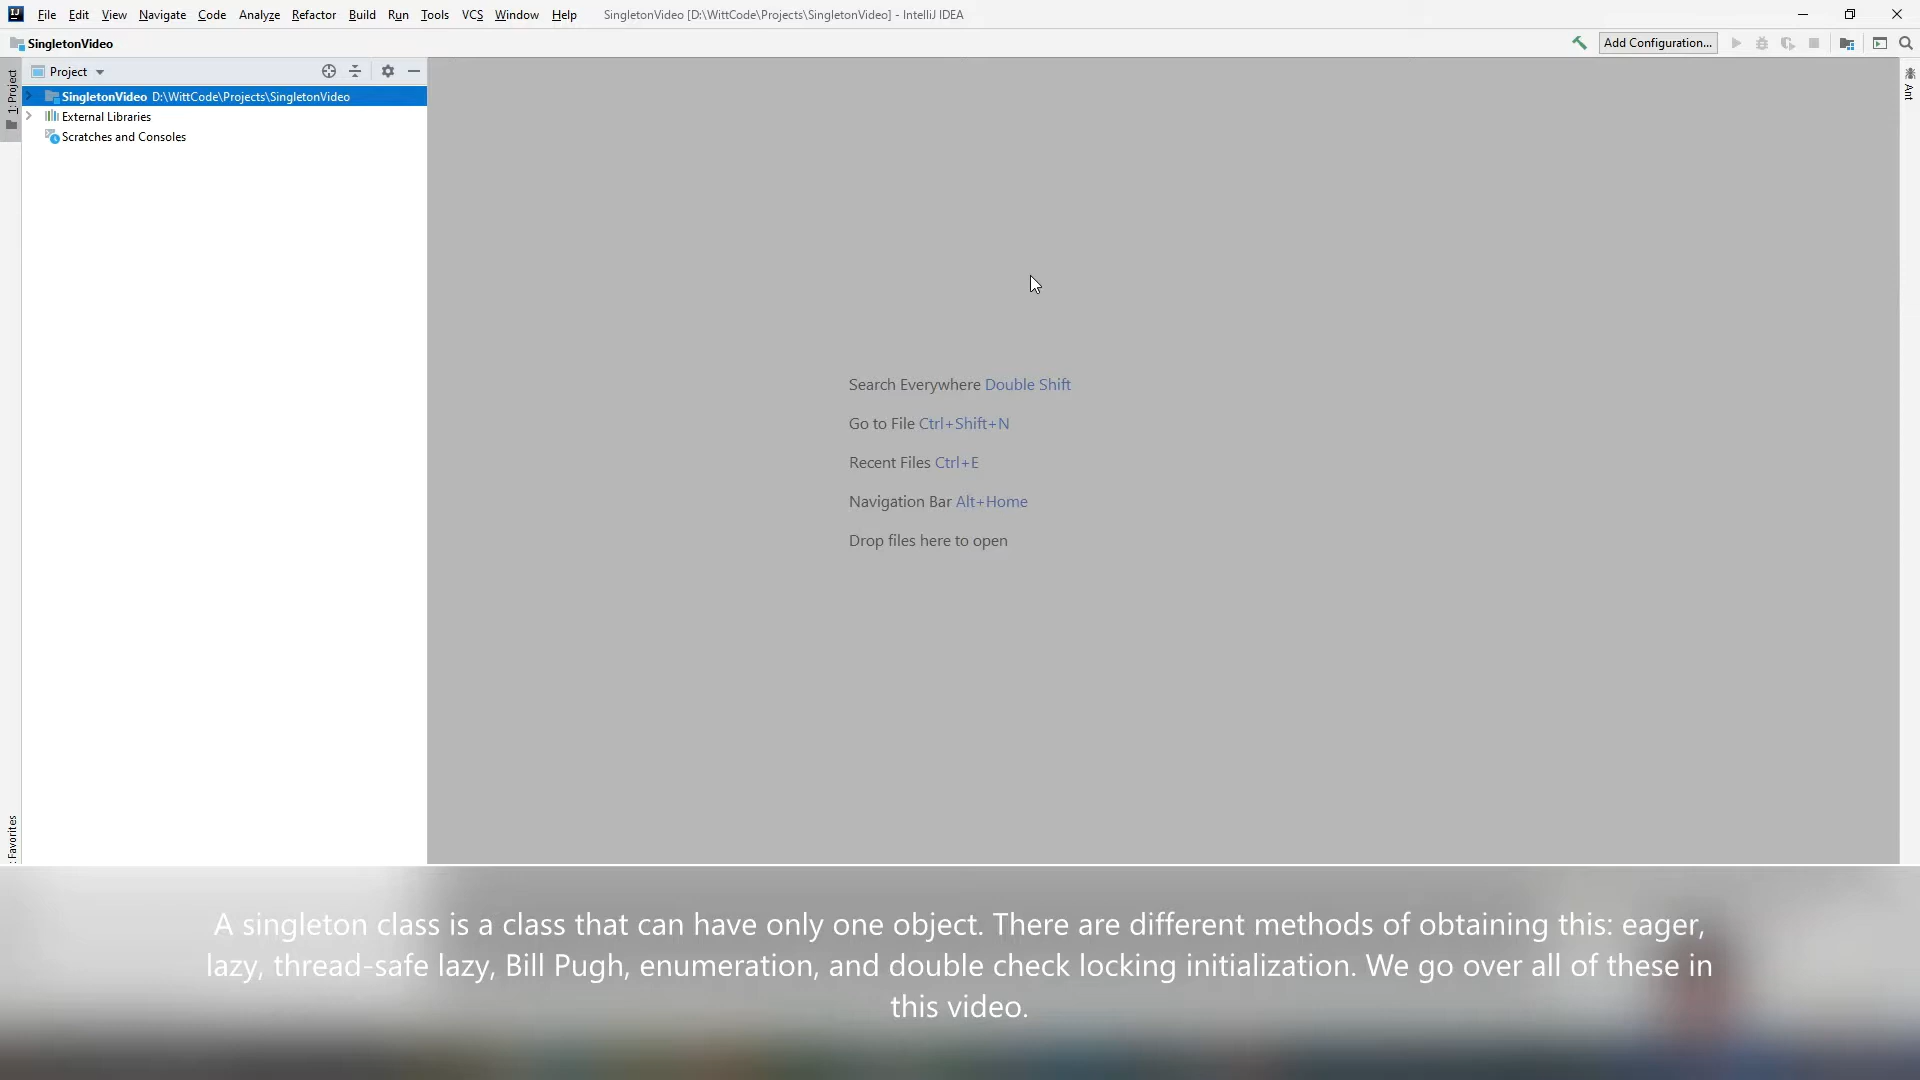 File Edit View Navigate Code Analyze Refactor Build Run Tools VCS Window Help SingletonVideo [D:\WittCode\Projects\SingletonVideo] - IntelliJ IDEA
SingletonVideo
Add Configuration...
Project
1: Project
SingletonVideo D:\WittCode\Projects\SingletonVideo
External Libraries
Scratches and Consoles
Ant
Search Everywhere Double Shift
Go to File Ctrl+Shift+N
Recent Files Ctrl+E
Navigation Bar Alt+Home
Drop files here to open
: Favorites
A singleton class is a class that can have only one object. There are different methods of obtaining this: eager,
lazy, thread-safe lazy, Bill Pugh, enumeration, and double check locking initialization. We go over all of these in
this video.